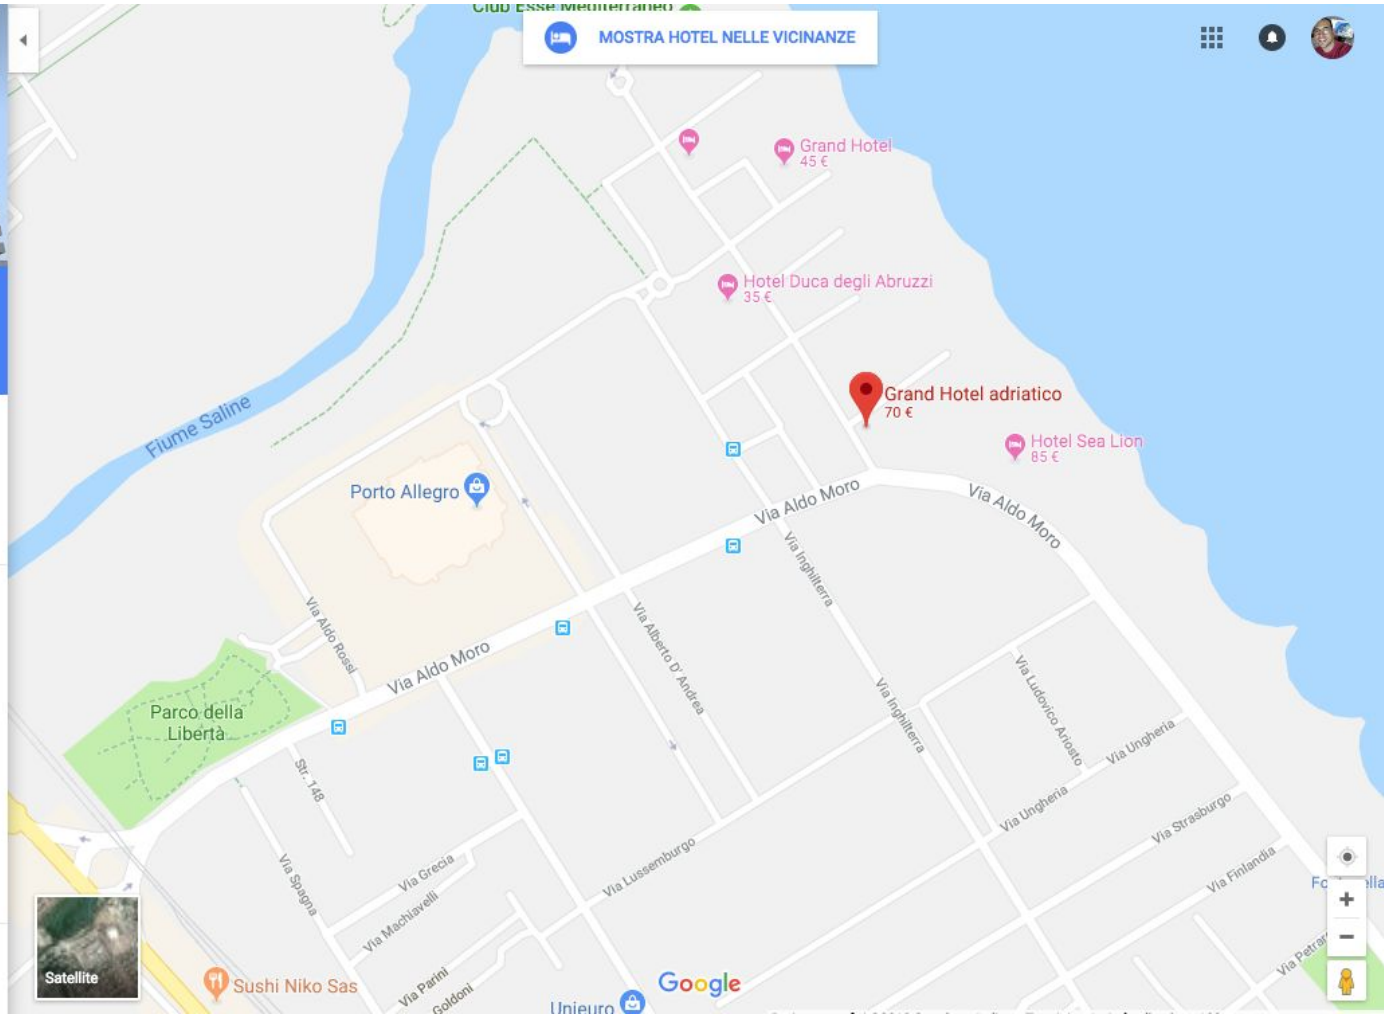 Club Esse Mediterraneo
MOSTRA HOTEL NELLE VICINANZE
Grand Hotel
45 €
Hotel Duca degli Abruzzi
35 €
Grand Hotel adriatico
70 €
Hotel Sea Lion
85 €
Fiume Saline
Porto Allegro
Via Aldo Moro
Via Aldo Moro
Via Inghilterra
Via Aldo Rossi
Via Alberto D'Andrea
Via Aldo Moro
Via Ludovico Ariosto
Via Inghilterra
Parco della
Libertà
Via Ungheria
Str. 148
Via Ungheria
Via Strasburgo
Via Lussemburgo
Via Grecia
Via Spagna
Via Finlandia
Via Machiavelli
Satellite
Sushi Niko Sas
Via Parini
Goldoni
Google
Unieuro